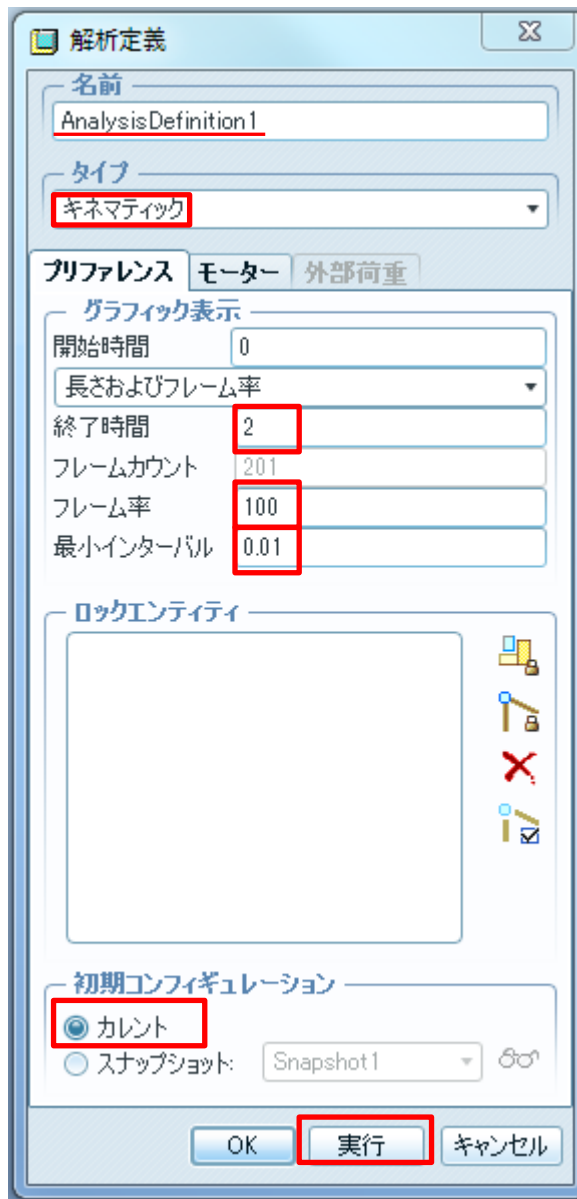 解析定義
名前
AnalysisDefinition1
タイプ
キネマティック
プリファレンス モーター 外部荷重
グラフィック表示
開始時間 0
長さおよびフレーム率
終了時間 2
フレームカウント 201
フレーム率 100
最小インターバル 0.01
ロックエンティティ
初期コンフィギュレーション
カレント
スナップショット: Snapshot1
OK 実行 キャンセル